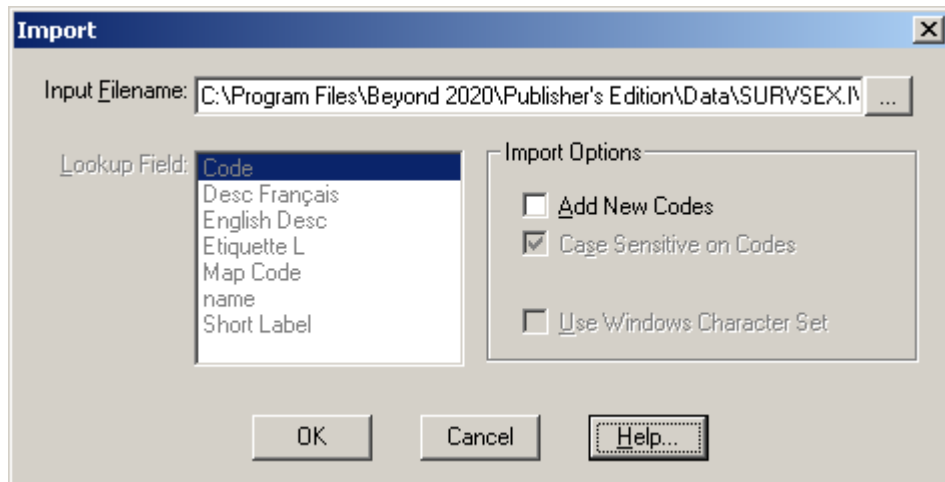 Import
Input Filename: C:\Program Files\Beyond 2020\Publisher's Edition\Data\SURVSEX.I\ ...
Lookup Field:
Code
Desc Français
English Desc
Etiquette L
Map Code
name
Short Label
Import Options
Add New Codes
Case Sensitive on Codes
Use Windows Character Set
OK Cancel Help...